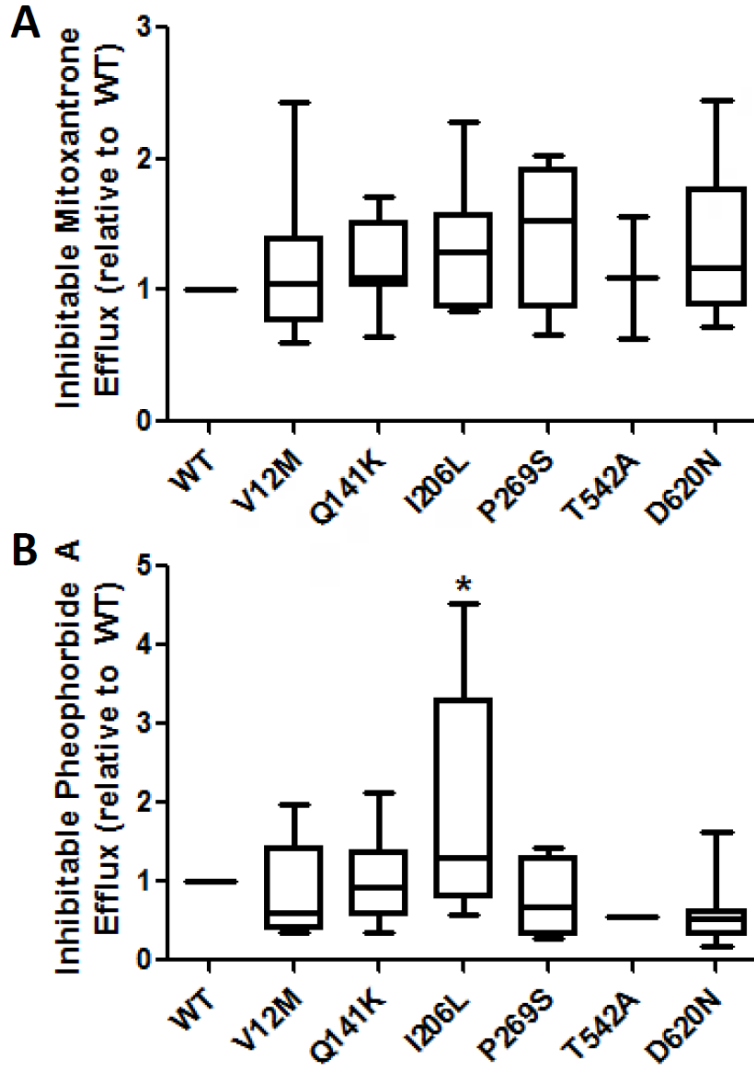 A
Inhibitable Mitoxantrone
Efflux (relative to WT)
3
2
1
0
WT
V12M
Q141K
I206L
P269S
T542A
D620N
B
Inhibitable Pheophorbide A
Efflux (relative to WT)
5
4
3
2
1
0
*
WT
V12M
Q141K
I206L
P269S
T542A
D620N